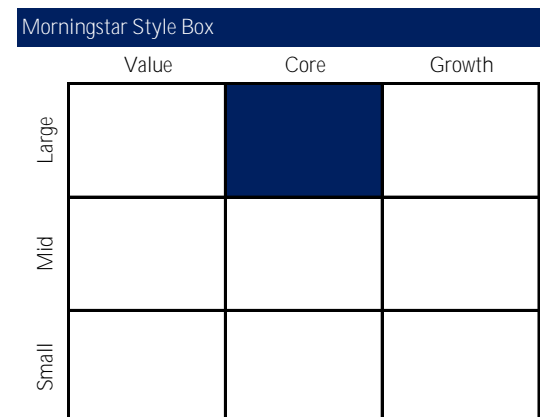 Morningstar Style Box
Value Core Growth
Large
Mid
Small